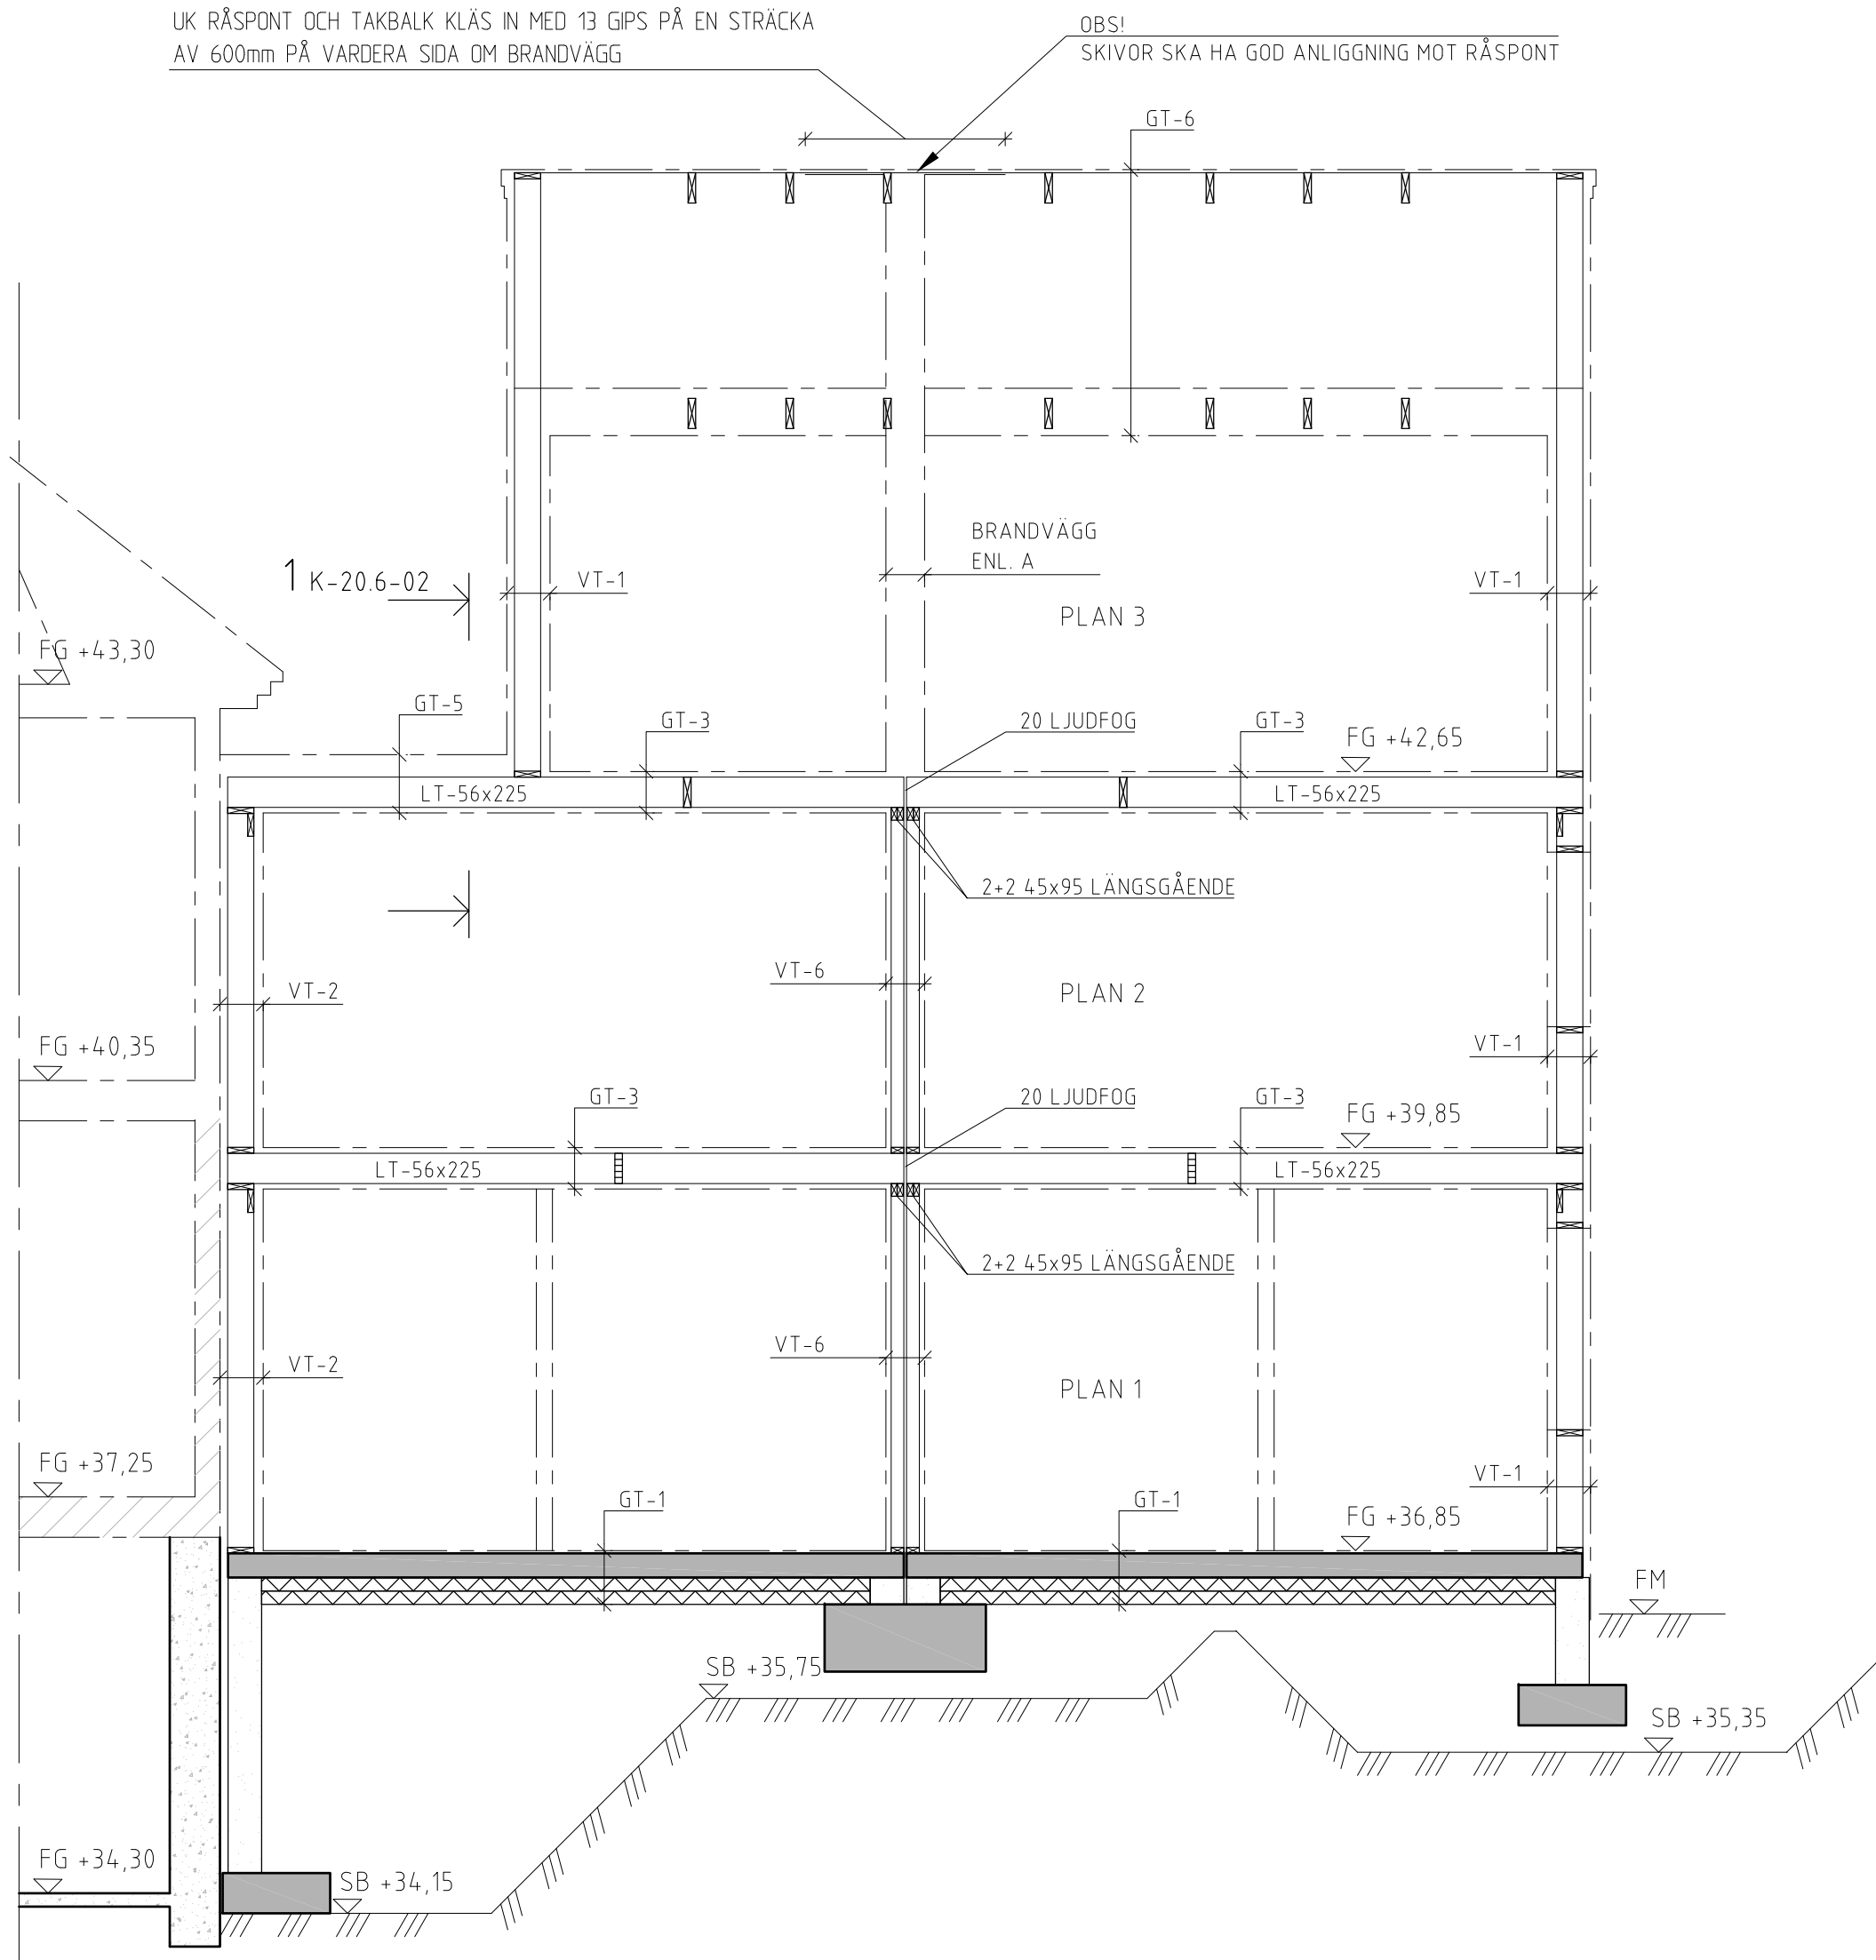 UK RÅSPONT OCH TAKBALK KLÄS IN MED 13 GIPS PÅ EN STRÄCKA
AV 600mm PÅ VARDERA SIDA OM BRANDVÄGG
OBS!
SKIVOR SKA HA GOD ANLIGGNING MOT RÅSPONT
GT-6
BRANDVÄGG
ENL. A
1 K-20.6-02
VT-1
VT-1
PLAN 3
FG +43,30
GT-5
GT-3
20 LJUDFOG
GT-3
FG +42,65
LT-56x225
LT-56x225
2+2 45x95 LÄNGSGÅENDE
VT-2
VT-6
PLAN 2
FG +40,35
VT-1
GT-3
20 LJUDFOG
GT-3
FG +39,85
LT-56x225
LT-56x225
2+2 45x95 LÄNGSGÅENDE
VT-2
VT-6
PLAN 1
FG +37,25
VT-1
GT-1
GT-1
FG +36,85
FM
SB +35,75
SB +35,35
FG +34,30
SB +34,15